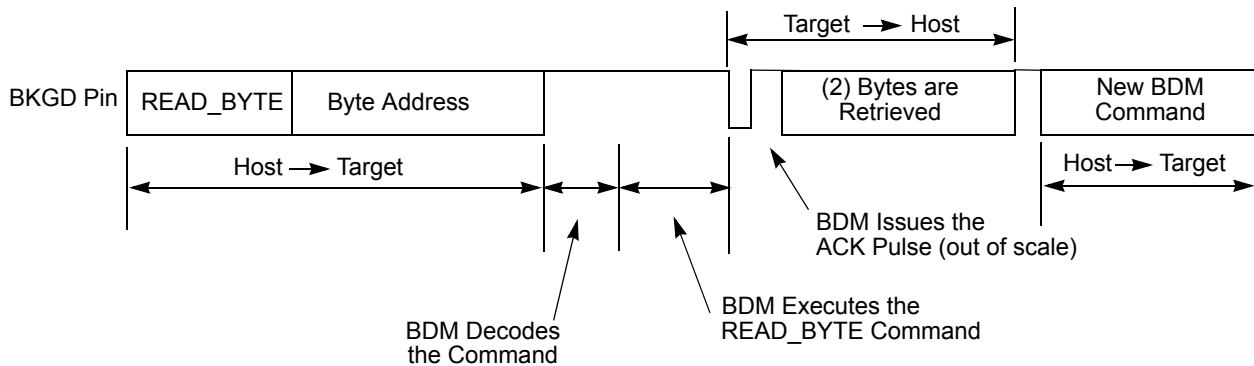 Target → Host
BKGD Pin
READ_BYTE
Byte Address
(2) Bytes are
Retrieved
New BDM
Command
Host → Target
Host → Target
BDM Issues the
ACK Pulse (out of scale)
BDM Decodes
the Command
BDM Executes the
READ_BYTE Command